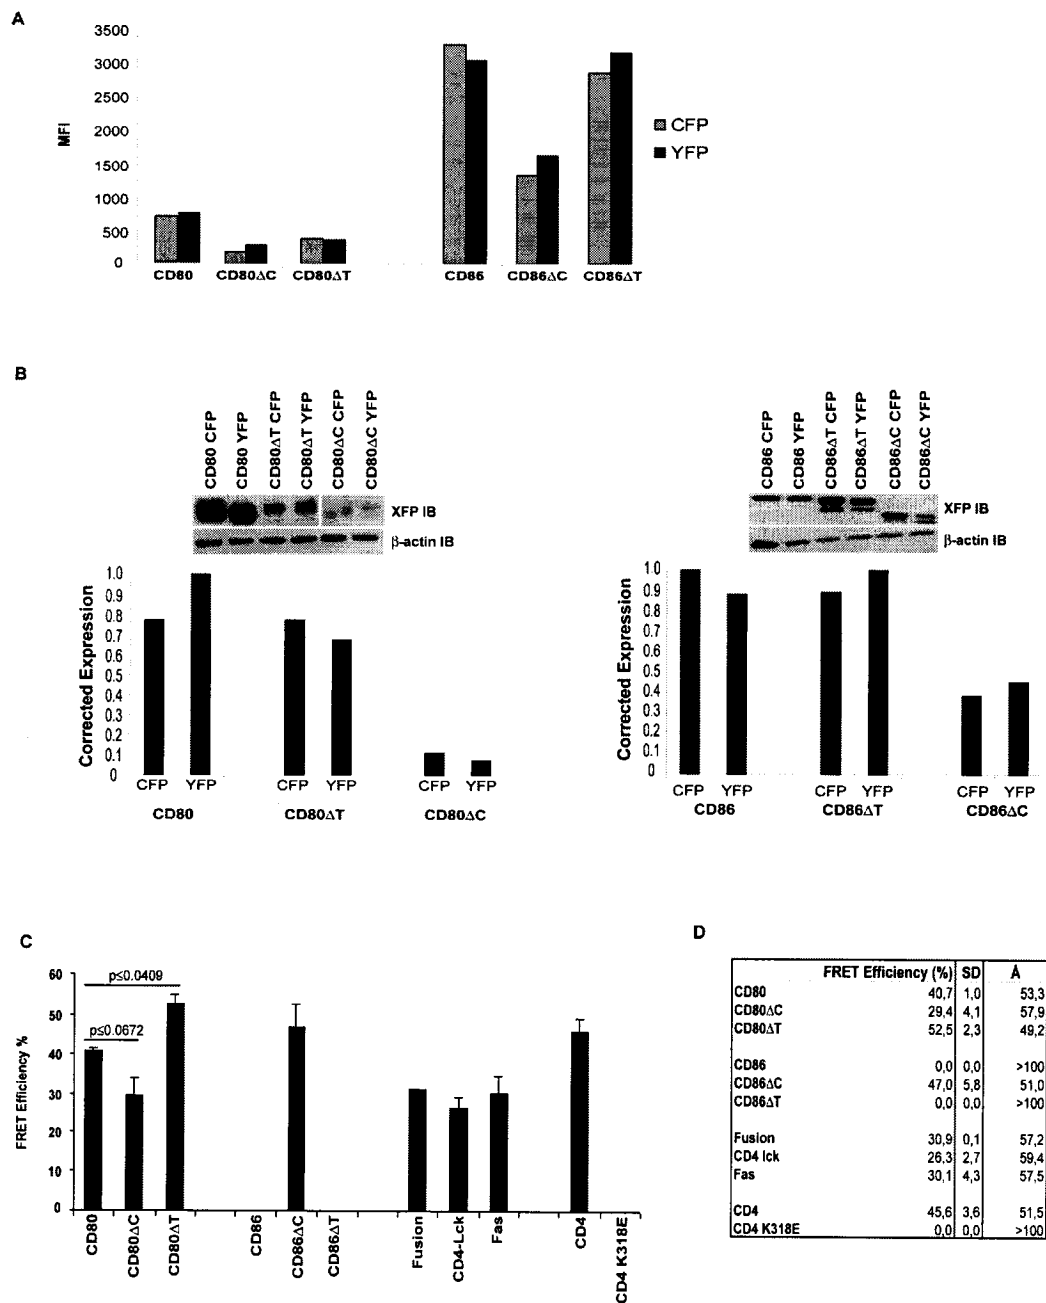 A
3500
3000
2500
2000
1500
1000
500
0
MFI
CD80 CD80ΔC CD80ΔT CD86 CD86ΔC CD86ΔT
CFP
YFP
B
CD80 CFP
CD80 YFP
CD80ΔT CFP
CD80ΔT YFP
CD80ΔC CFP
CD80ΔC YFP
XFP IB
β-actin IB
Corrected Expression
1.0
0.9
0.8
0.7
0.6
0.5
0.4
0.3
0.2
0.1
0
CFP YFP CFP YFP CFP YFP
CD80 CD80ΔT CD80ΔC
CD86 CFP
CD86 YFP
CD86ΔT CFP
CD86ΔT YFP
CD86ΔC CFP
CD86ΔC YFP
XFP IB
β-actin IB
Corrected Expression
1.0
0.9
0.8
0.7
0.6
0.5
0.4
0.3
0.2
0.1
0
CFP YFP CFP YFP CFP YFP
CD86 CD86ΔT CD86ΔC
C
FRET Efficiency %
60
50
40
30
20
10
0
p≤0.0409
p≤0.0672
CD80
CD80ΔC
CD80ΔT
CD86
CD86ΔC
CD86ΔT
Fusion
CD4-Lck
Fas
CD4
CD4 K318E
D
FRET Efficiency (%) SD Å
CD80 40,7 1,0 53,3
CD80ΔC 29,4 4,1 57,9
CD80ΔT 52,5 2,3 49,2
CD86 0,0 0,0 >100
CD86ΔC 47,0 5,8 51,0
CD86ΔT 0,0 0,0 >100
Fusion 30,9 0,1 57,2
CD4 lck 26,3 2,7 59,4
Fas 30,1 4,3 57,5
CD4 45,6 3,6 51,5
CD4 K318E 0,0 0,0 >100